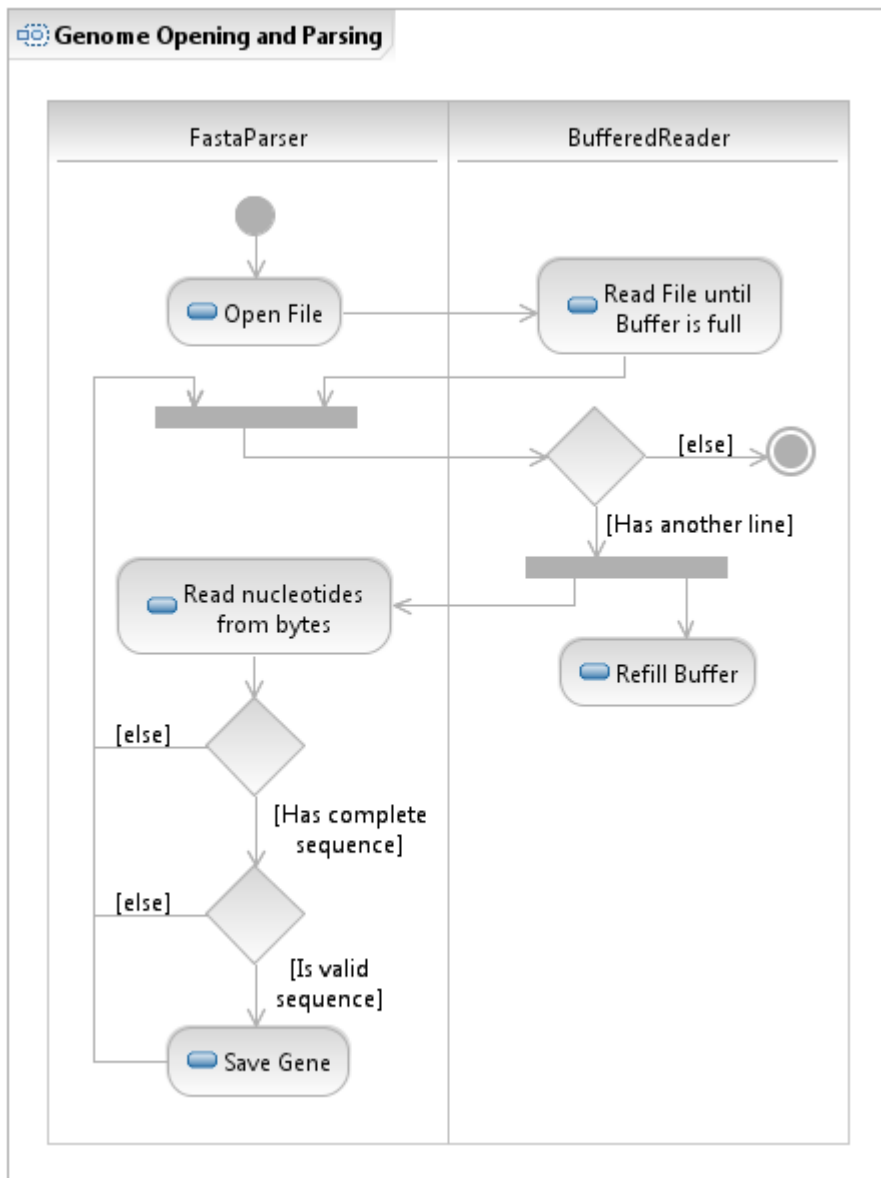 Genome Opening and Parsing
FastaParser
BufferedReader
Open File
Read File until
Buffer is full
[else]
[Has another line]
Read nucleotides
from bytes
Refill Buffer
[else]
[Has complete
sequence]
[else]
[Is valid
sequence]
Save Gene